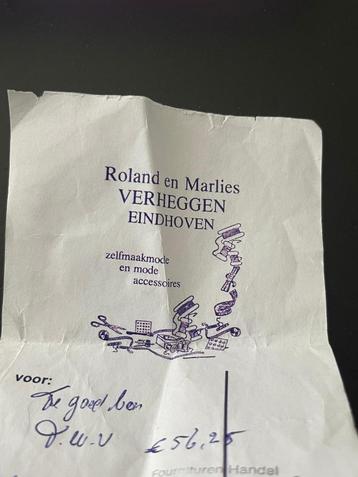 Roland en Marlies
VERHEGGEN
EINDHOVEN
zelfmaakmode
en mode
accessoires
voor:
Te goed bon
T.w.v € 56,25
Fournituren Handel